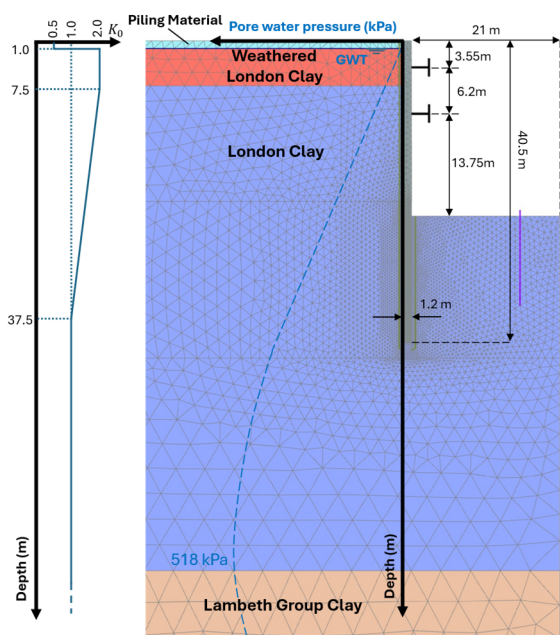 0.5
1.0
2.0
K₀
1.0
7.5
37.5
Depth (m)
Piling Material
Pore water pressure (kPa)
21 m
Weathered
London Clay
GWT
3.55m
6.2m
London Clay
13.75m
40.5 m
1.2 m
518 kPa
Depth (m)
Lambeth Group Clay